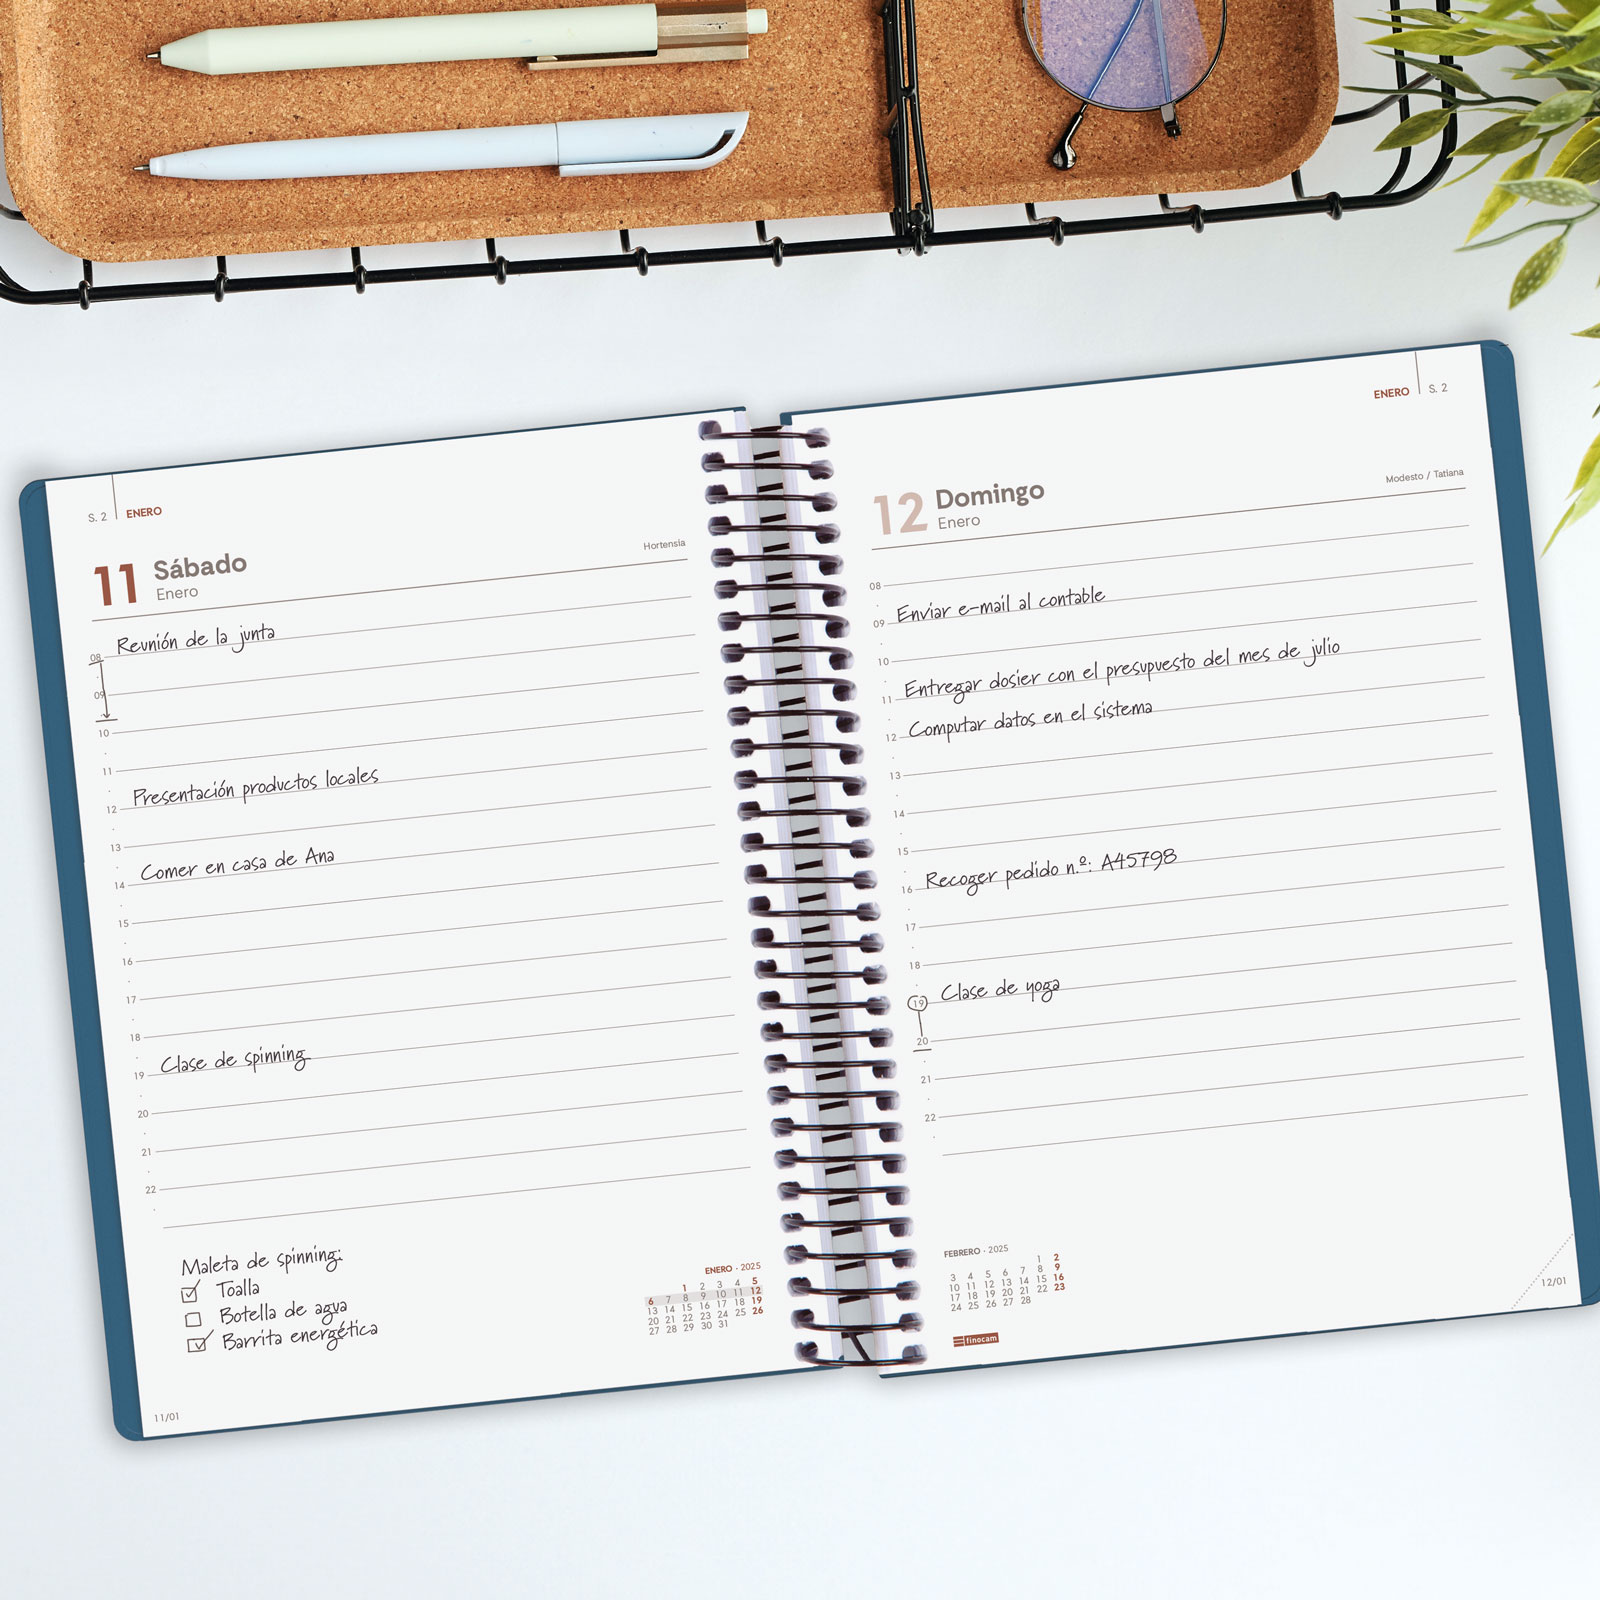 S. 2 ENERO
11 Sábado
Enero
Hortensia
08 Reunión de la junta
09
10
11
12 Presentación productos locales
13
14 Comer en casa de Ana
15
16
17
18
19 Clase de spinning
20
21
22
Maleta de spinning:
Toalla
Botella de agua
Barrita energética
ENERO · 2025
1 2 3 4 5
6 7 8 9 10 11 12
13 14 15 16 17 18 19
20 21 22 23 24 25 26
27 28 29 30 31
11/01
ENERO S. 2
12 Domingo
Enero
Modesto / Tatiana
08
09 Enviar e-mail al contable
10
11 Entregar dosier con el presupuesto del mes de julio
12 Computar datos en el sistema
13
14
15
16 Recoger pedido n.º: A45798
17
18
19 Clase de yoga
20
21
22
FEBRERO · 2025
1 2
3 4 5 6 7 8 9
10 11 12 13 14 15 16
17 18 19 20 21 22 23
24 25 26 27 28
finocam
12/01